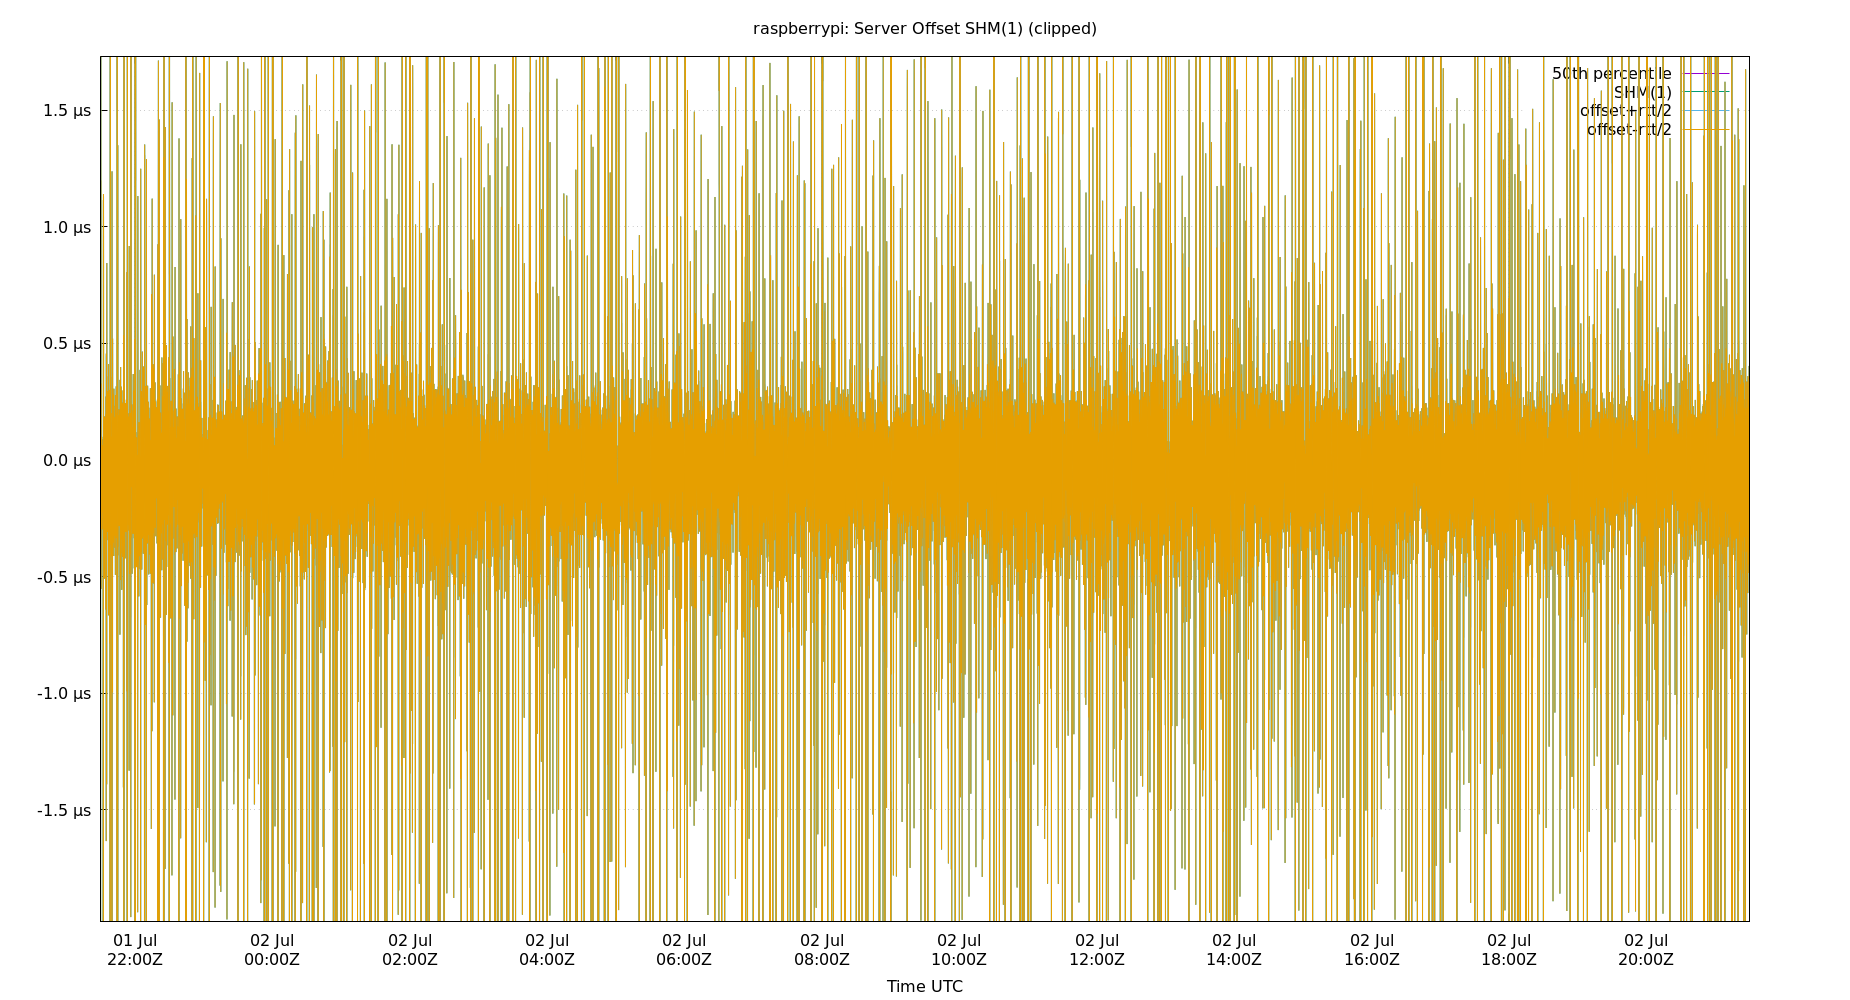 raspberrypi: Server Offset SHM(1) (clipped)
50th percentile
SHM(1)
offset+rtt/2
offset-rtt/2
1.5 µs
1.0 µs
0.5 µs
0.0 µs
-0.5 µs
-1.0 µs
-1.5 µs
01 Jul 02 Jul 02 Jul 02 Jul 02 Jul 02 Jul 02 Jul 02 Jul 02 Jul 02 Jul 02 Jul 02 Jul
22:00Z 00:00Z 02:00Z 04:00Z 06:00Z 08:00Z 10:00Z 12:00Z 14:00Z 16:00Z 18:00Z 20:00Z
Time UTC